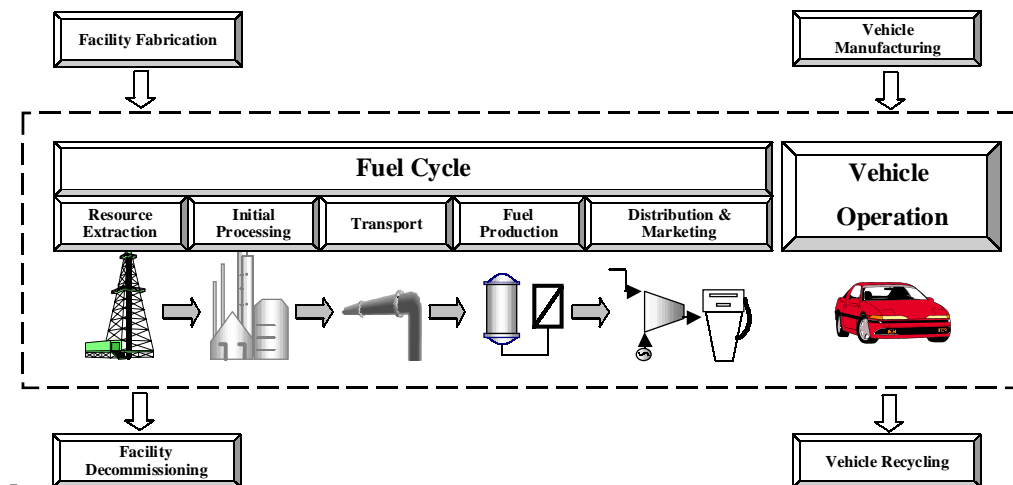 Facility Fabrication
Vehicle
Manufacturing
Fuel Cycle
Vehicle
Operation
Resource
Extraction
Initial
Processing
Transport
Fuel
Production
Distribution &
Marketing
Facility
Decommissioning
Vehicle Recycling